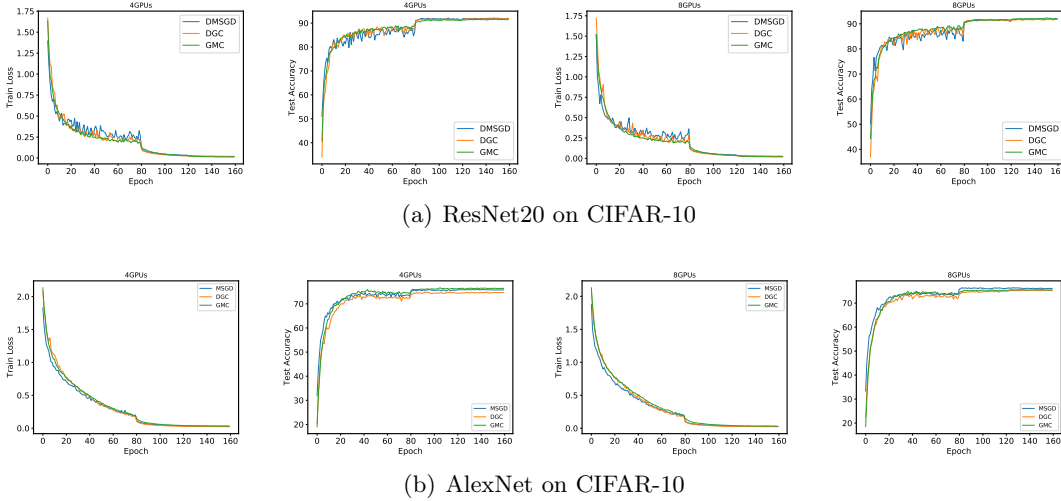 4GPUs
Train Loss
1.75
1.50
1.25
1.00
0.75
0.50
0.25
0.00
0 20 40 60 80 100 120 140 160
Epoch
DMSGD
DGC
GMC
4GPUs
Test Accuracy
90
80
70
60
50
40
0 20 40 60 80 100 120 140 160
Epoch
DMSGD
DGC
GMC
8GPUs
Train Loss
1.75
1.50
1.25
1.00
0.75
0.50
0.25
0.00
0 20 40 60 80 100 120 140 160
Epoch
DMSGD
DGC
GMC
8GPUs
Test Accuracy
90
80
70
60
50
40
0 20 40 60 80 100 120 140 160
Epoch
DMSGD
DGC
GMC
(a) ResNet20 on CIFAR-10
4GPUs
Train Loss
2.0
1.5
1.0
0.5
0.0
0 20 40 60 80 100 120 140 160
Epoch
MSGD
DGC
GMC
4GPUs
Test Accuracy
70
60
50
40
30
20
0 20 40 60 80 100 120 140 160
Epoch
MSGD
DGC
GMC
8GPUs
Train Loss
2.0
1.5
1.0
0.5
0.0
0 20 40 60 80 100 120 140 160
Epoch
MSGD
DGC
GMC
8GPUs
Test Accuracy
70
60
50
40
30
20
0 20 40 60 80 100 120 140 160
Epoch
MSGD
DGC
GMC
(b) AlexNet on CIFAR-10